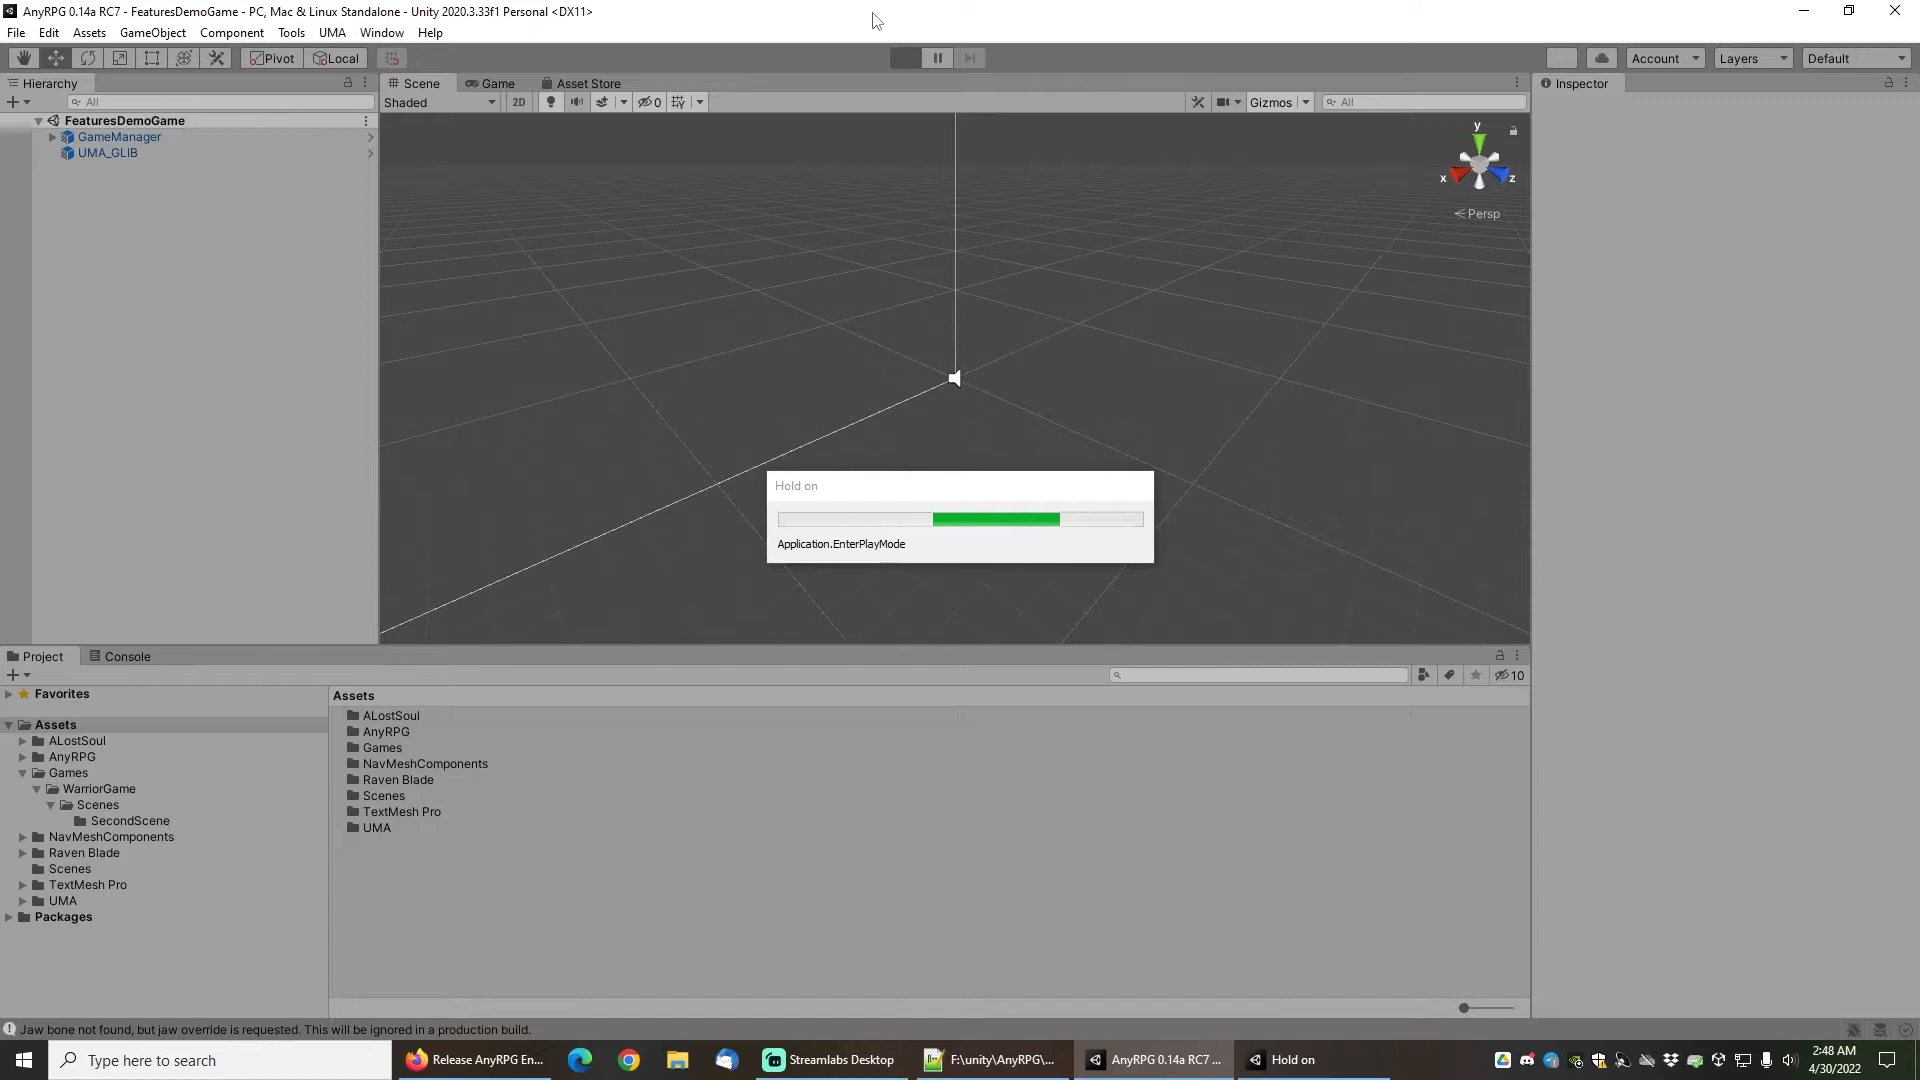 AnyRPG 0.14a RC7 - FeaturesDemoGame - PC, Mac & Linux Standalone - Unity 2020.3.33f1 Personal <DX11>
File Edit Assets GameObject Component Tools UMA Window Help
Pivot Local Account Layers Default
Hierarchy Scene Game Asset Store Inspector
All Shaded 2D 0 Gizmos All
FeaturesDemoGame
GameManager
UMA_GLIB
y
x z
Persp
Hold on
Application.EnterPlayMode
Project Console
10
Favorites
Assets
Assets
ALostSoul
AnyRPG
Games
WarriorGame
Scenes
SecondScene
NavMeshComponents
Raven Blade
Scenes
TextMesh Pro
UMA
Packages
ALostSoul
AnyRPG
Games
NavMeshComponents
Raven Blade
Scenes
TextMesh Pro
UMA
Jaw bone not found, but jaw override is requested. This will be ignored in a production build.
Type here to search
Release AnyRPG En...
Streamlabs Desktop
F:\unity\AnyRPG\...
AnyRPG 0.14a RC7 ...
Hold on
2:48 AM
4/30/2022